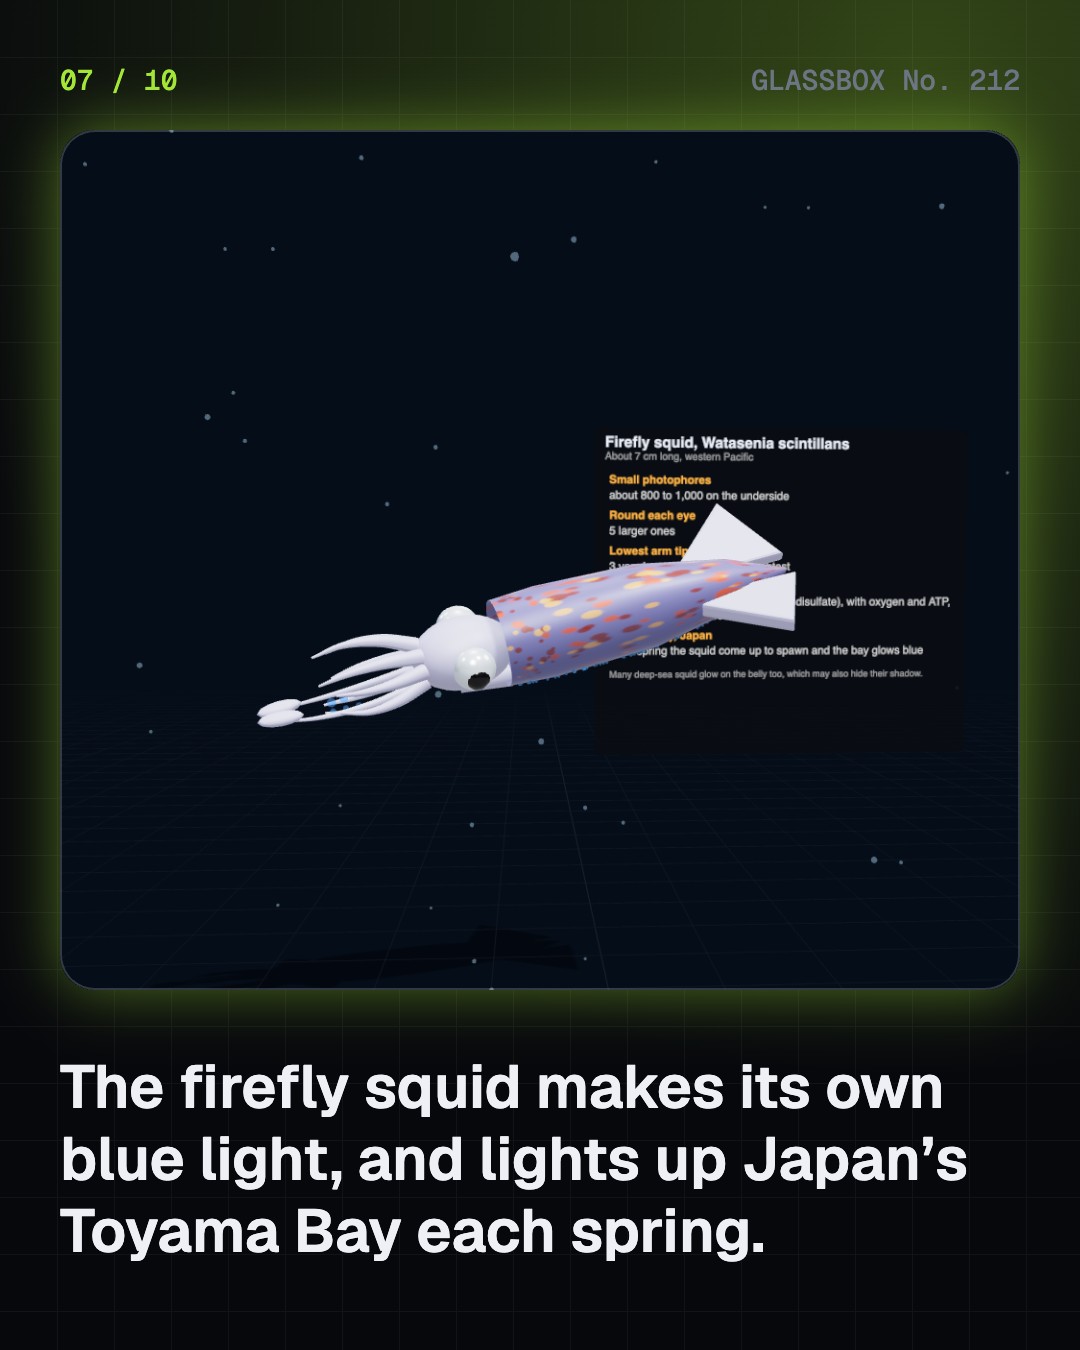 07 / 10
GLASSBOX No. 212
Firefly squid, Watasenia scintillans
About 7 cm long, western Pacific
Small photophores
about 800 to 1,000 on the underside
Round each eye
5 larger ones
Lowest arm
3
disulfate), with oxygen and ATP,
Japan
spring the squid come up to spawn and the bay glows blue
Many deep-sea squid glow on the belly too, which may also hide their shadow.
The firefly squid makes its own
blue light, and lights up Japan’s
Toyama Bay each spring.